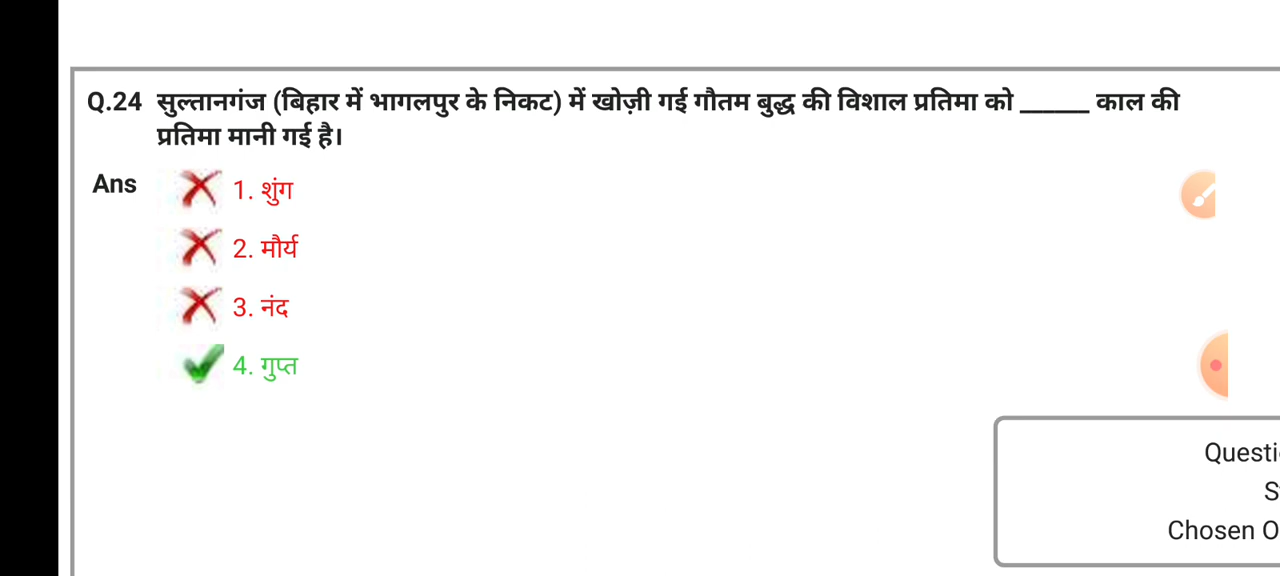 Q.24 सुल्तानगंज (बिहार में भागलपुर के निकट) में खोज़ी गई गौतम बुद्ध की विशाल प्रतिमा को ______ काल की
प्रतिमा मानी गई है।
Ans 1. शुंग
2. मौर्य
3. नंद
4. गुप्त
Questi
S
Chosen O